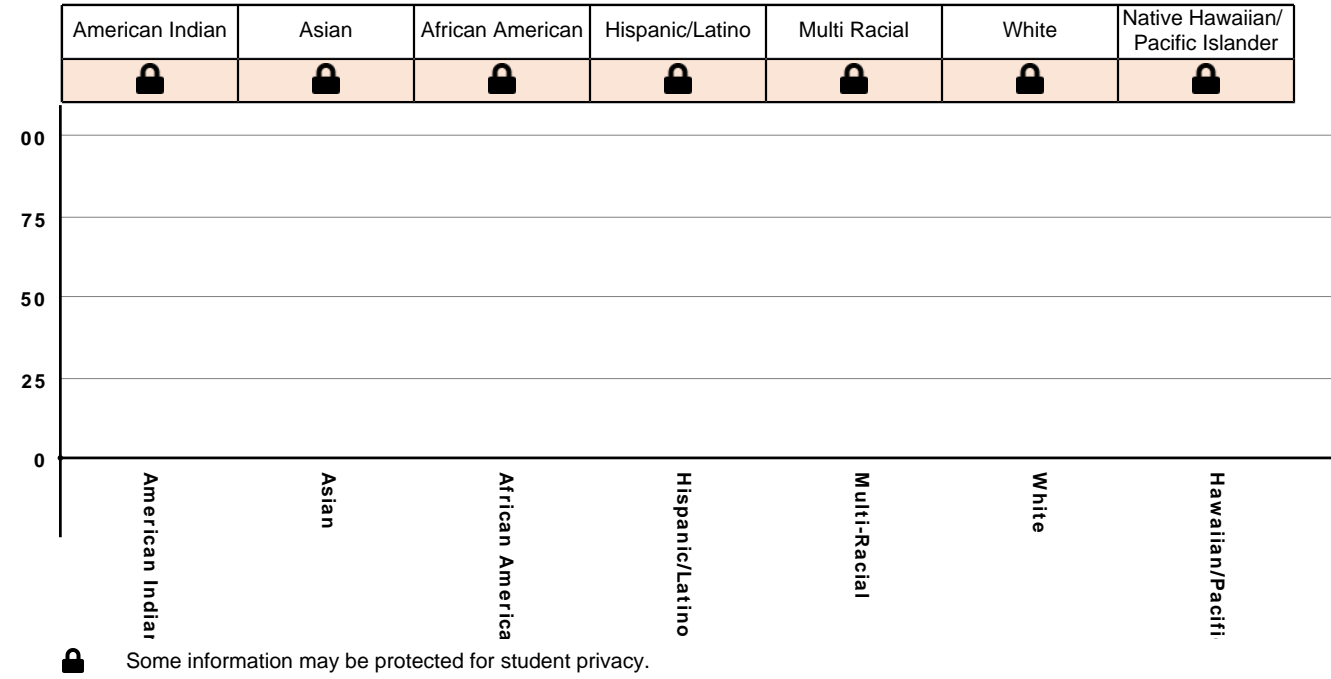 American Indian
Asian
African American
Hispanic/Latino
Multi Racial
White
Native Hawaiian/
Pacific Islander
00
75
50
25
0
American Indian
Asian
African America
Hispanic/Latino
Multi-Racial
White
Hawaiian/Pacifi
Some information may be protected for student privacy.